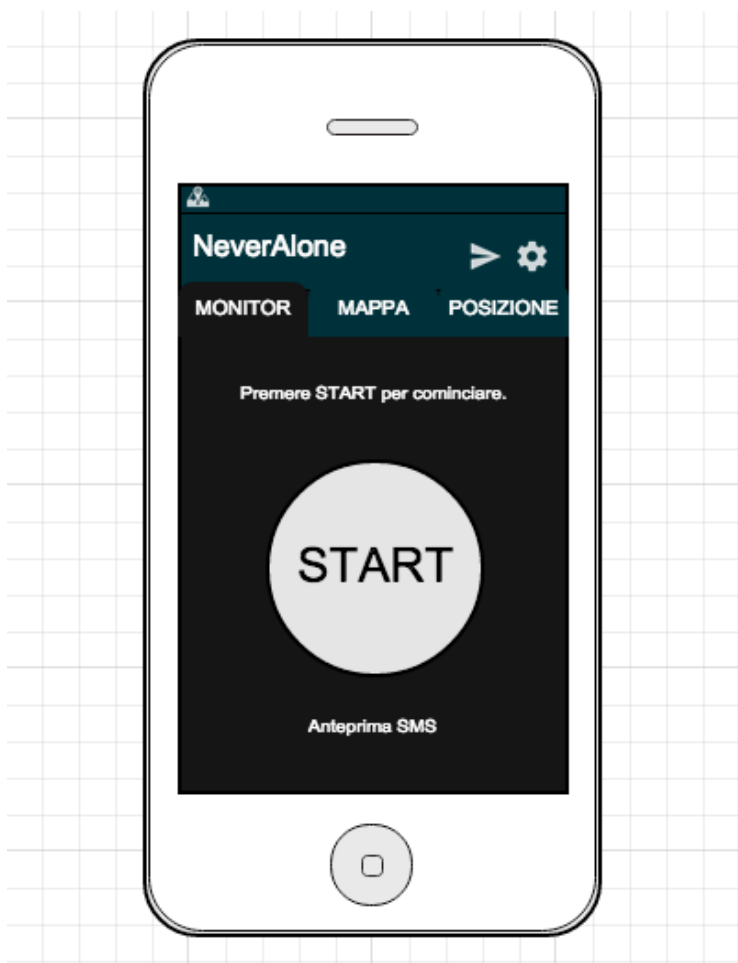 NeverAlone
MONITOR MAPPA POSIZIONE
Premere START per cominciare.
START
Anteprima SMS